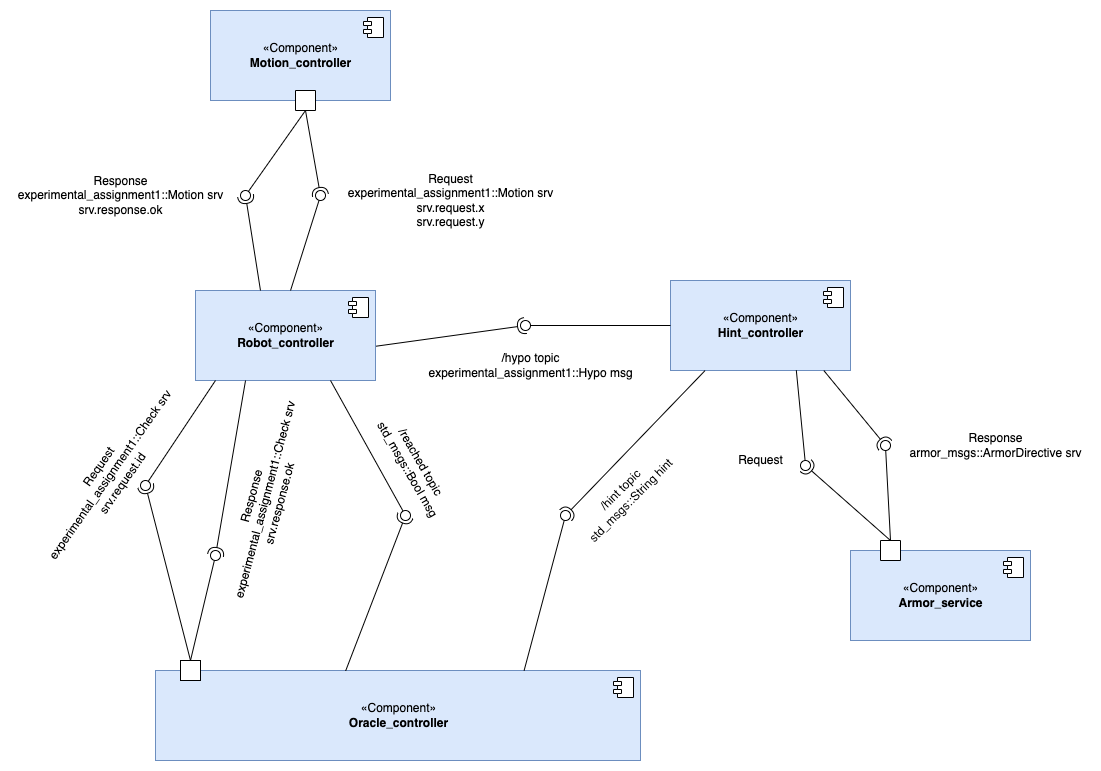 «Component»
Motion_controller
Response
experimental_assignment1::Motion srv
srv.response.ok
Request
experimental_assignment1::Motion srv
srv.request.x
srv.request.y
«Component»
Robot_controller
«Component»
Hint_controller
/hypo topic
experimental_assignment1::Hypo msg
Request
experimental_assignment1::Check srv
srv.request.id
Response
experimental_assignment1::Check srv
srv.response.ok
/reached topic
std_msgs::Bool msg
/hint topic
std_msgs::String hint
Request
Response
armor_msgs::ArmorDirective srv
«Component»
Armor_service
«Component»
Oracle_controller